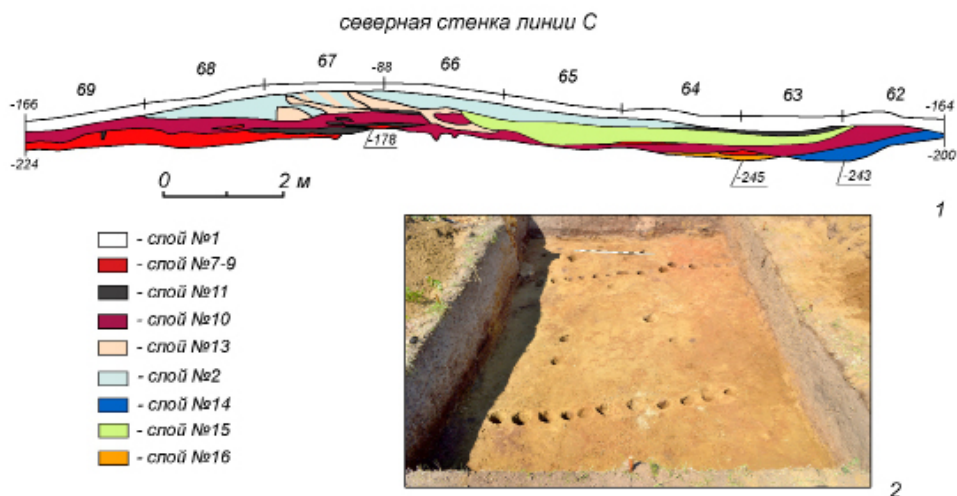 северная стенка линии С
69 68 67 -88 66 65 64 63 62
-166 -164
-178
-224 -200
-245 -243
0 2 м
1
- слой №1
- слой №7-9
- слой №11
- слой №10
- слой №13
- слой №2
- слой №14
- слой №15
- слой №16
2